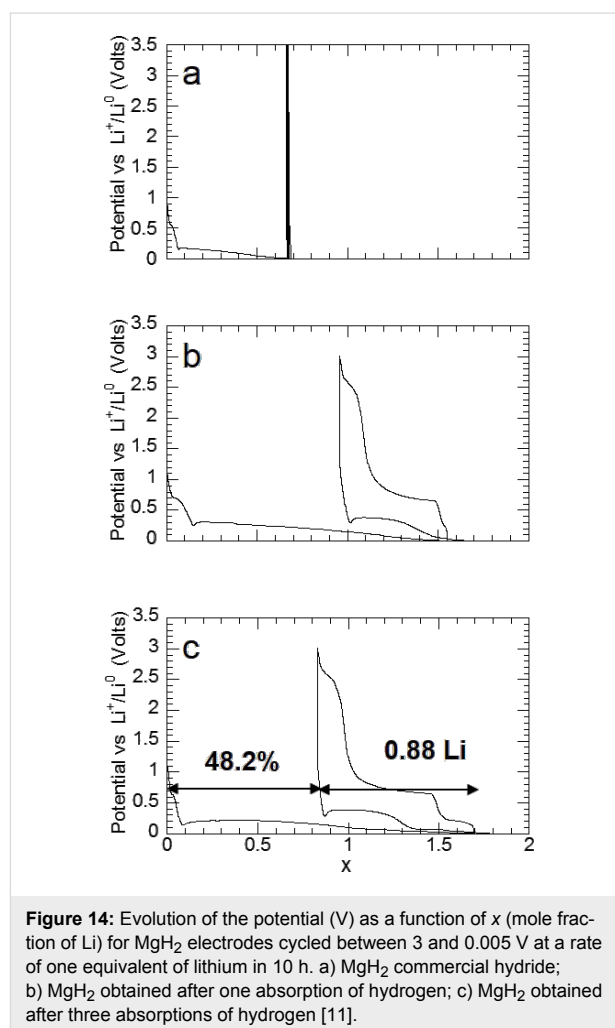 3.5
3
2.5
2
1.5
1
0.5
0
Potential vs Li⁺/Li⁰ (Volts)
a
3.5
3
2.5
2
1.5
1
0.5
0
Potential vs Li⁺/Li⁰ (Volts)
b
3.5
3
2.5
2
1.5
1
0.5
0
Potential vs Li⁺/Li⁰ (Volts)
c
48.2%
0.88 Li
0 0.5 1 1.5 2
x
Figure 14: Evolution of the potential (V) as a function of x (mole frac-
tion of Li) for MgH₂ electrodes cycled between 3 and 0.005 V at a rate
of one equivalent of lithium in 10 h. a) MgH₂ commercial hydride;
b) MgH₂ obtained after one absorption of hydrogen; c) MgH₂ obtained
after three absorptions of hydrogen [11].